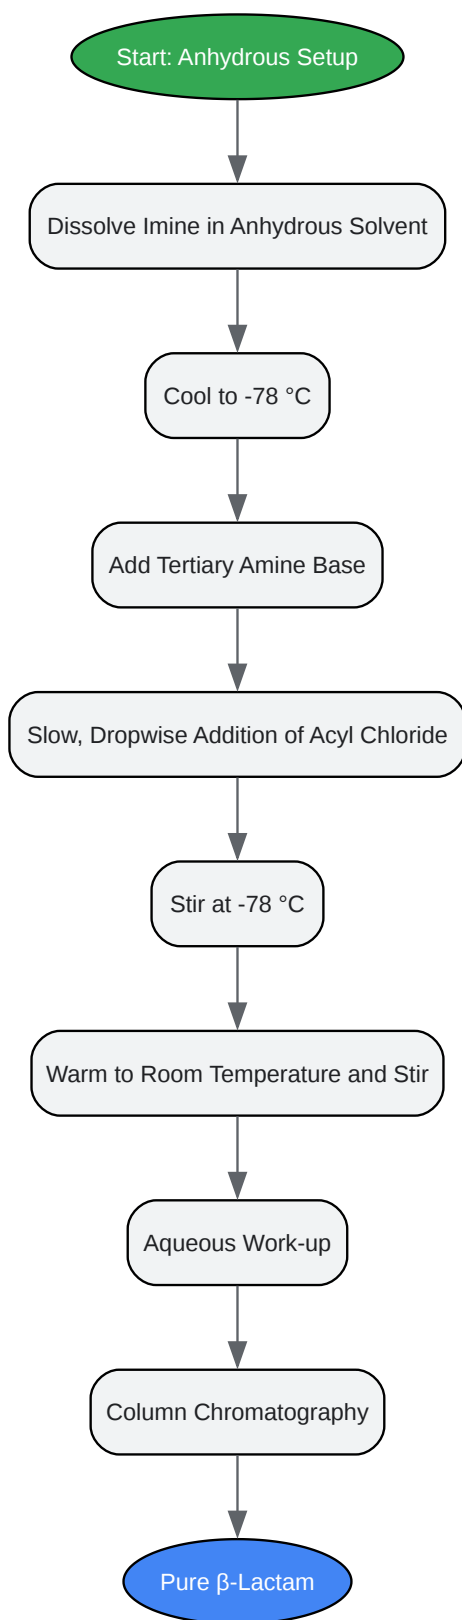 Start: Anhydrous Setup
Dissolve Imine in Anhydrous Solvent
Cool to -78 °C
Add Tertiary Amine Base
Slow, Dropwise Addition of Acyl Chloride
Stir at -78 °C
Warm to Room Temperature and Stir
Aqueous Work-up
Column Chromatography
Pure β-Lactam